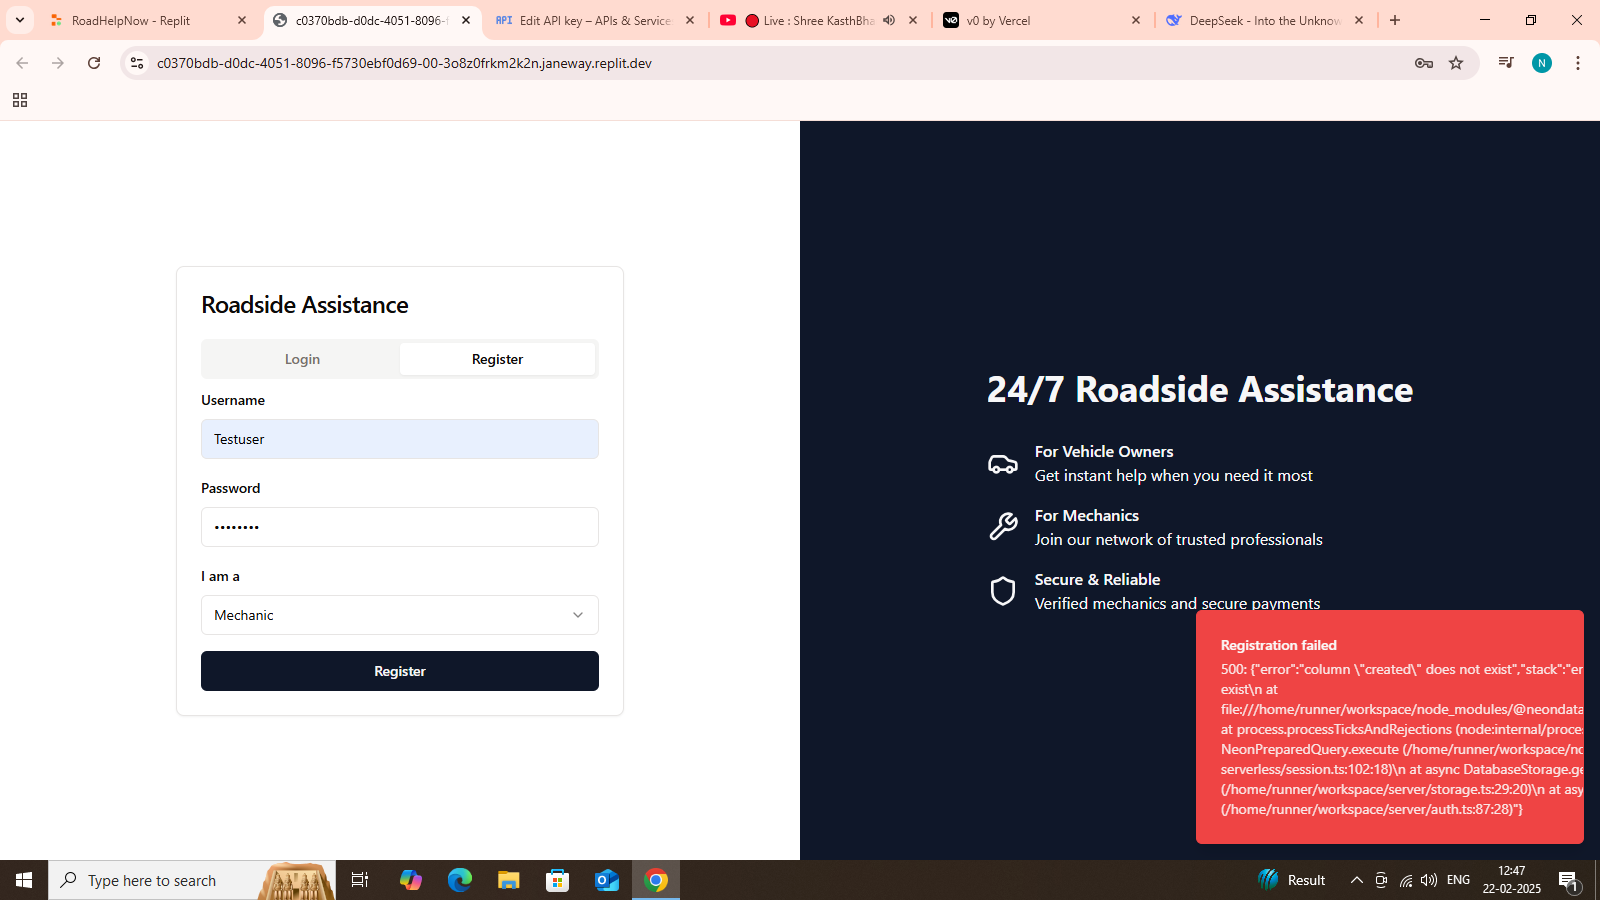 RoadHelpNow - Replit
c0370bdb-d0dc-4051-8096-f
API Edit API key – APIs & Service
Live : Shree KasthBha
v0 by Vercel
DeepSeek - Into the Unknow
c0370bdb-d0dc-4051-8096-f5730ebf0d69-00-3o8z0frkm2k2n.janeway.replit.dev
N
Roadside Assistance
Login
Register
Username
Testuser
Password
••••••••
I am a
Mechanic
Register
24/7 Roadside Assistance
For Vehicle Owners
Get instant help when you need it most
For Mechanics
Join our network of trusted professionals
Secure & Reliable
Verified mechanics and secure payments
Registration failed
500: {"error":"column \"created\" does not exist","stack":"er
exist\n at
file:///home/runner/workspace/node_modules/@neondata
at process.processTicksAndRejections (node:internal/proce
NeonPreparedQuery.execute (/home/runner/workspace/no
serverless/session.ts:102:18)\n at async DatabaseStorage.ge
(/home/runner/workspace/server/storage.ts:29:20)\n at asy
(/home/runner/workspace/server/auth.ts:87:28)"}
Type here to search
Result
ENG
12:47
22-02-2025
1